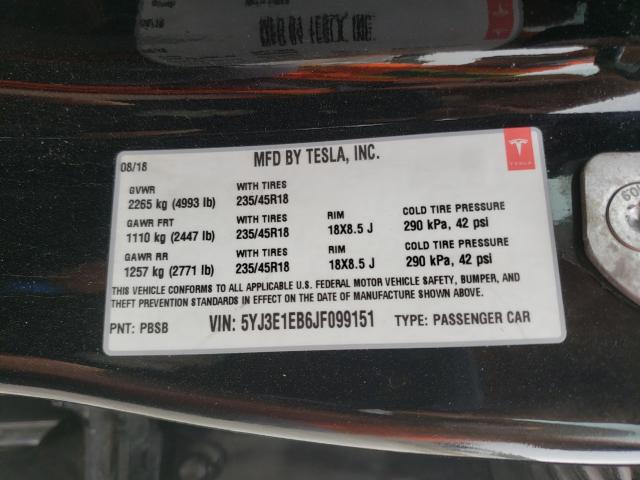 MFD BY TESLA, INC.
08/18
TESLA
GVWR WITH TIRES
2265 kg (4993 lb) 235/45R18
GAWR FRT WITH TIRES RIM COLD TIRE PRESSURE
1110 kg (2447 lb) 235/45R18 18X8.5 J 290 kPa, 42 psi
GAWR RR WITH TIRES RIM COLD TIRE PRESSURE
1257 kg (2771 lb) 235/45R18 18X8.5 J 290 kPa, 42 psi
THIS VEHICLE CONFORMS TO ALL APPLICABLE U.S. FEDERAL MOTOR VEHICLE SAFETY, BUMPER, AND
THEFT PREVENTION STANDARDS IN EFFECT ON THE DATE OF MANUFACTURE SHOWN ABOVE.
PNT: PBSB VIN: 5YJ3E1EB6JF099151 TYPE: PASSENGER CAR